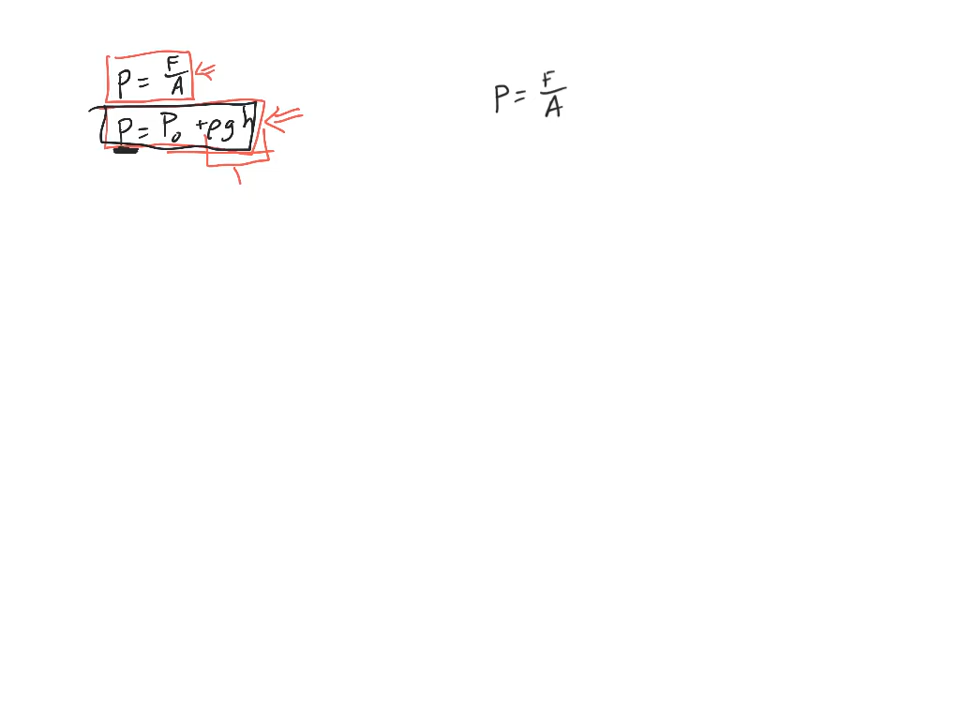 P = F/A
P = P₀ + ρgh
P = F/A